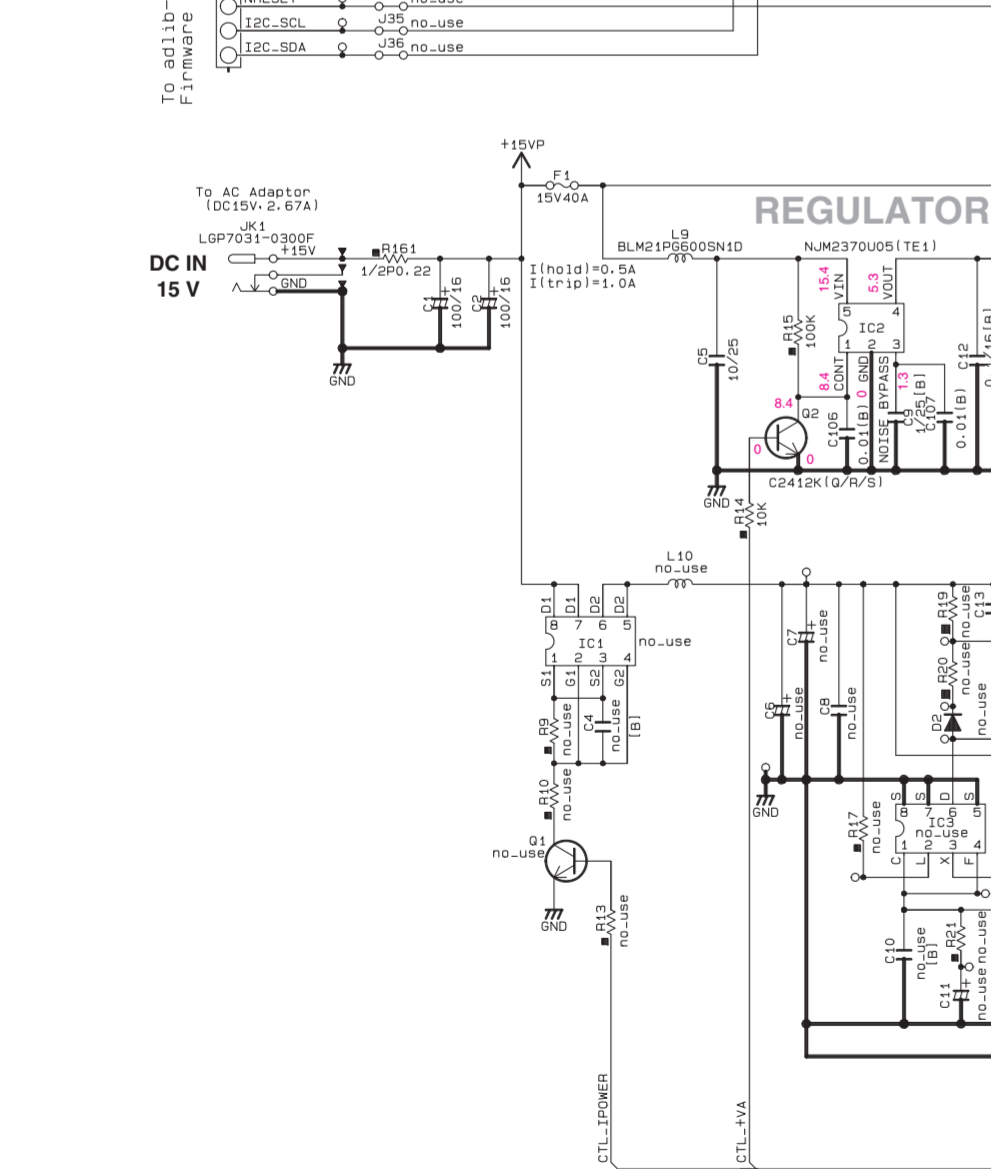 To adlib-
Firmware
I2C_SCL
J35
no_use
I2C_SDA
J36
no_use
+15VP
F1
15V40A
I(hold)=0.5A
I(trip)=1.0A
To AC Adaptor
(DC15V, 2.67A)
JK1
LGP7031-0300F
DC IN
15 V
+15V
GND
R161
1/2P0.22
C1
100/16
C2
100/16
GND
REGULATOR
L9
BLM21PG600SN1D
NJM2370U05(TE1)
C5
10/25
R15
100K
15.4
VIN
5.3
VOUT
5
4
IC2
1
2
3
8.4
CONT
0
GND
NOISE BYPASS
1.3
8.4
Q2
0
0
C2412K(Q/R/S)
C106
0.01(B)
C9
1/25[B]
C107
0.01(B)
C12
GND
R14
10K
L10
no_use
D1
D1
D2
D2
8
7
6
5
IC1
no_use
1
2
3
4
S1
G1
S2
G2
R9
no_use
C4
no_use
[B]
R10
no_use
Q1
no_use
GND
R13
no_use
C6
no_use
C7
no_use
C8
no_use
R19
no_use
C13
R20
no_use
D2
no_use
GND
R17
no_use
S
S
D
S
8
7
6
5
IC3
no_use
1
2
3
4
C
L
X
F
C10
no_use
[B]
R21
no_use
C11
no_use
CTL_IPOWER
CTL_+VA